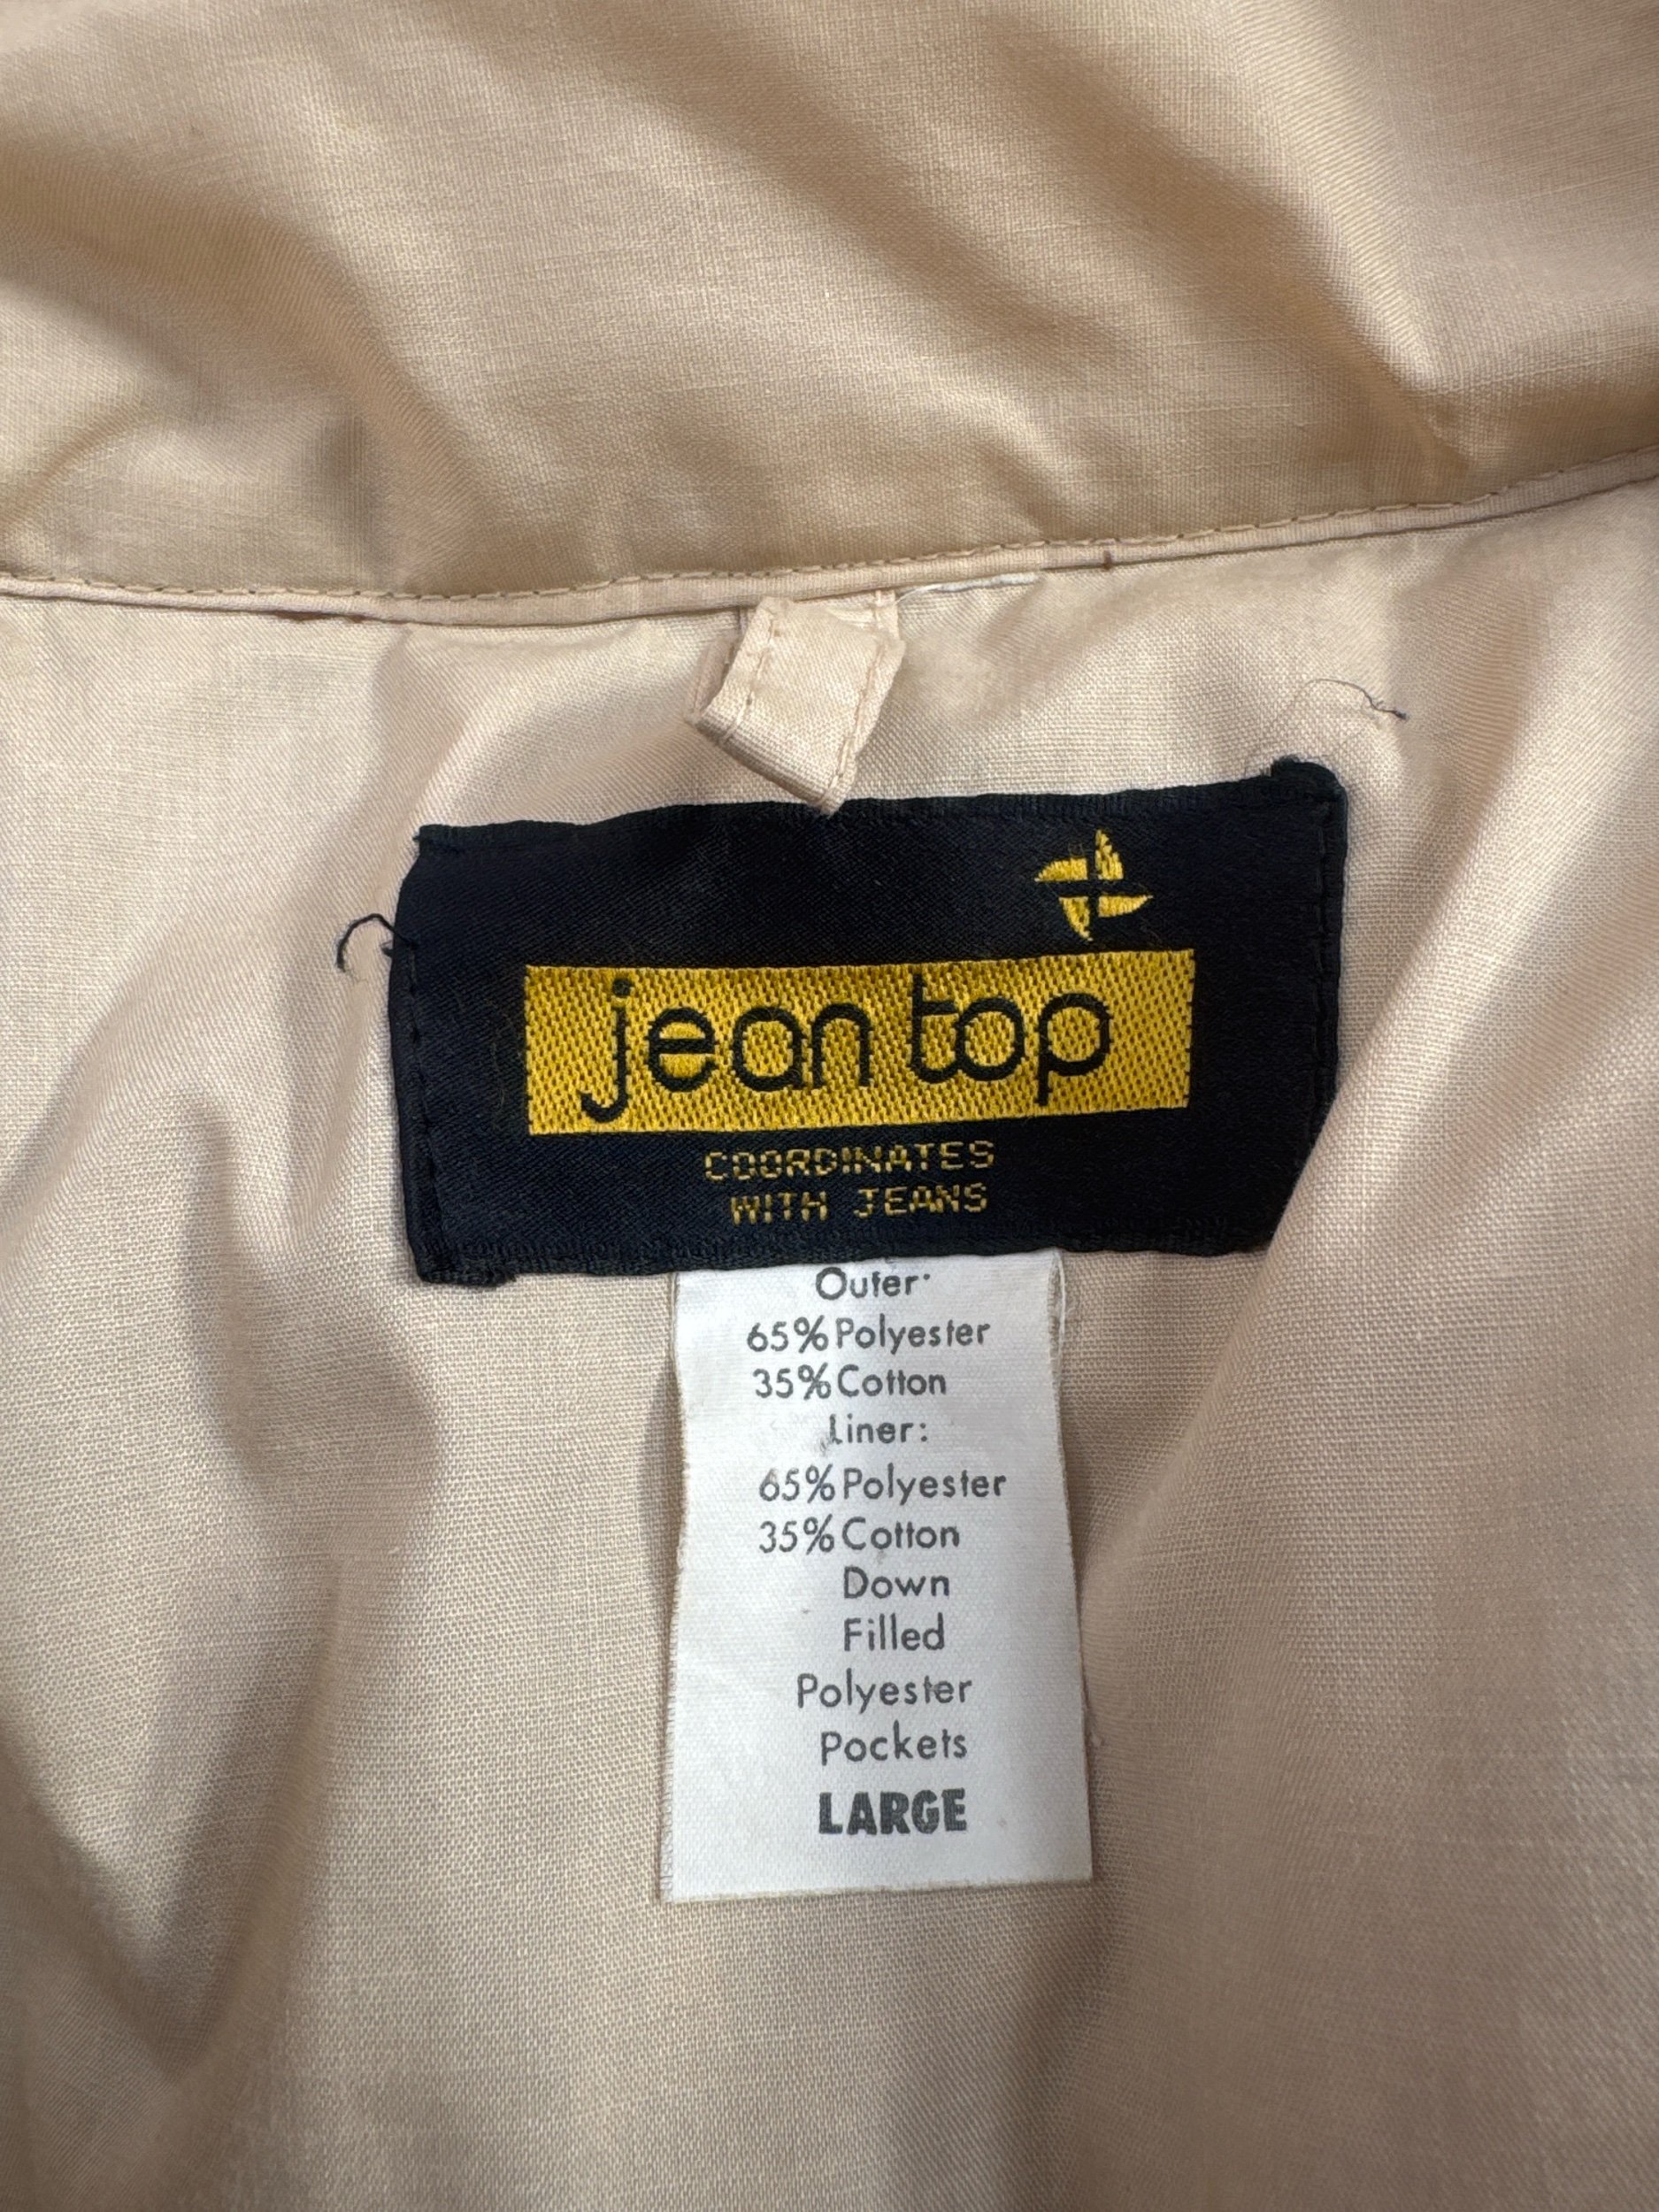 jean top
COORDINATES
WITH JEANS
Outer:
65% Polyester
35% Cotton
Liner:
65% Polyester
35% Cotton
Down
Filled
Polyester
Pockets
LARGE